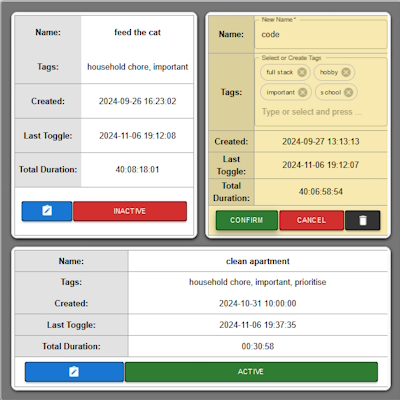 Name: feed the cat
Tags: household chore, important
Created: 2024-09-26 16:23:02
Last Toggle: 2024-11-06 19:12:08
Total Duration: 40:08:18:01
INACTIVE
New Name *
Name: code
Select or Create Tags
full stack hobby
Tags:
important school
Type or select and press ...
Created: 2024-09-27 13:13:13
Last
Toggle: 2024-11-06 19:12:07
Total
Duration: 40:06:58:54
CONFIRM CANCEL
Name: clean apartment
Tags: household chore, important, prioritise
Created: 2024-10-31 10:00:00
Last Toggle: 2024-11-06 19:37:35
Total Duration: 00:30:58
ACTIVE